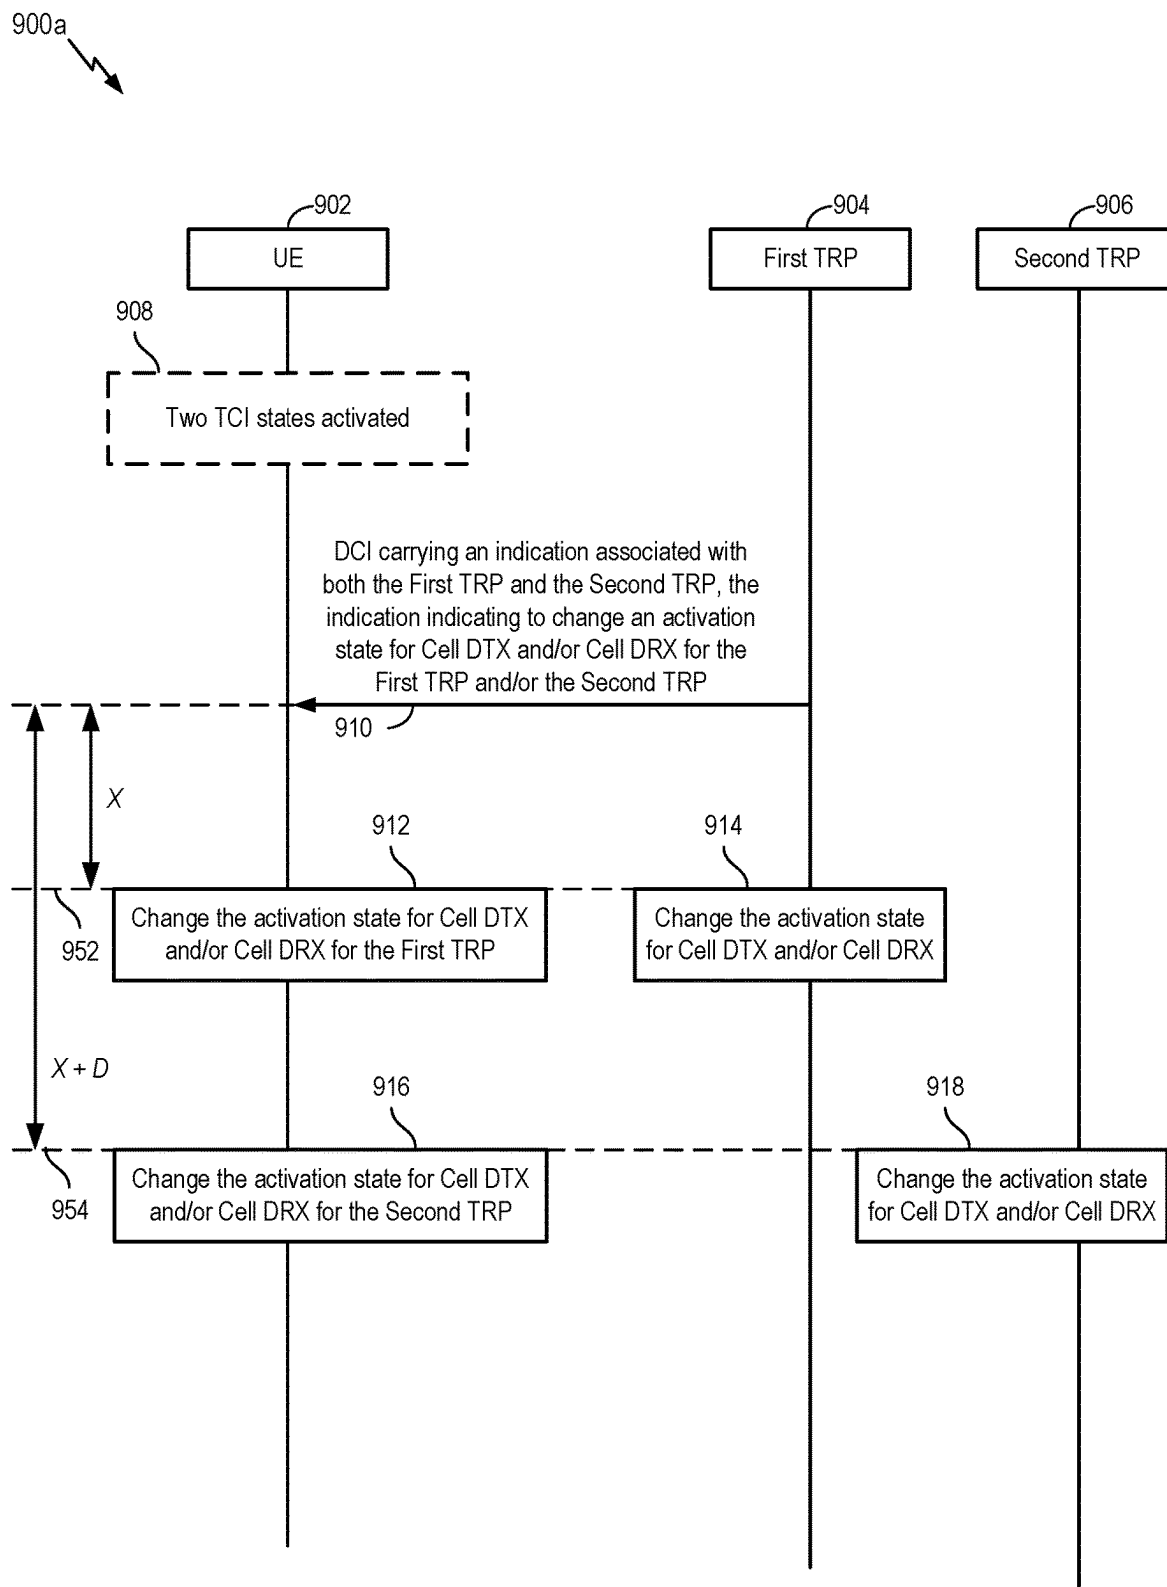 900a
902
904
906
UE
First TRP
Second TRP
908
Two TCI states activated
DCI carrying an indication associated with
both the First TRP and the Second TRP, the
indication indicating to change an activation
state for Cell DTX and/or Cell DRX for the
First TRP and/or the Second TRP
910
X
912
914
Change the activation state for Cell DTX
and/or Cell DRX for the First TRP
Change the activation state
for Cell DTX and/or Cell DRX
952
X + D
916
918
Change the activation state for Cell DTX
and/or Cell DRX for the Second TRP
Change the activation state
for Cell DTX and/or Cell DRX
954